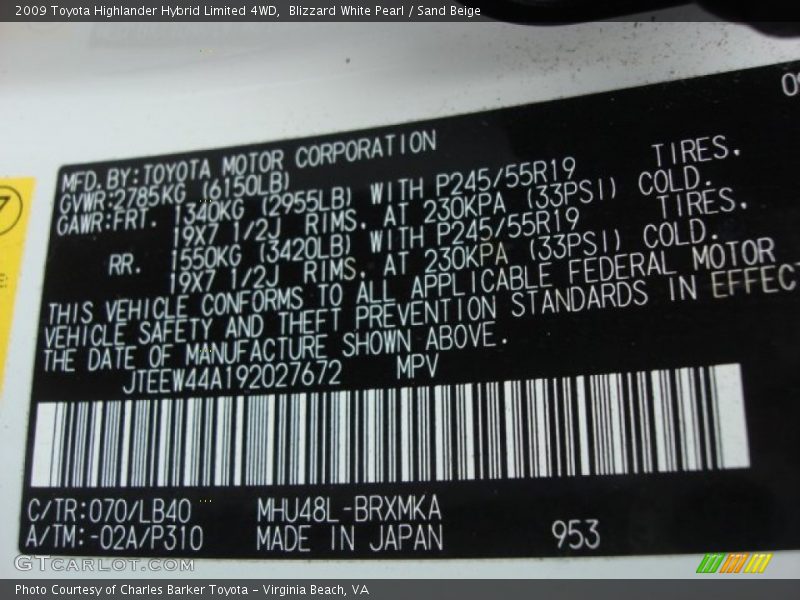 2009 Toyota Highlander Hybrid Limited 4WD, Blizzard White Pearl / Sand Beige
MFD. BY: TOYOTA MOTOR CORPORATION
GVWR: 2785KG (6150LB)
GAWR: FRT. 1340KG (2955LB) WITH P245/55R19 TIRES,
19X7 1/2J RIMS, AT 230KPA (33PSI) COLD.
RR. 1550KG (3420LB) WITH P245/55R19 TIRES,
19X7 1/2J RIMS, AT 230KPA (33PSI) COLD.
THIS VEHICLE CONFORMS TO ALL APPLICABLE FEDERAL MOTOR
VEHICLE SAFETY AND THEFT PREVENTION STANDARDS IN EFFECT
THE DATE OF MANUFACTURE SHOWN ABOVE.
JTEEW44A192027672 MPV
C/TR:070/LB40 MHU48L-BRXMKA
A/TM:-02A/P310 MADE IN JAPAN 953
GTCARLOT.COM
Photo Courtesy of Charles Barker Toyota - Virginia Beach, VA